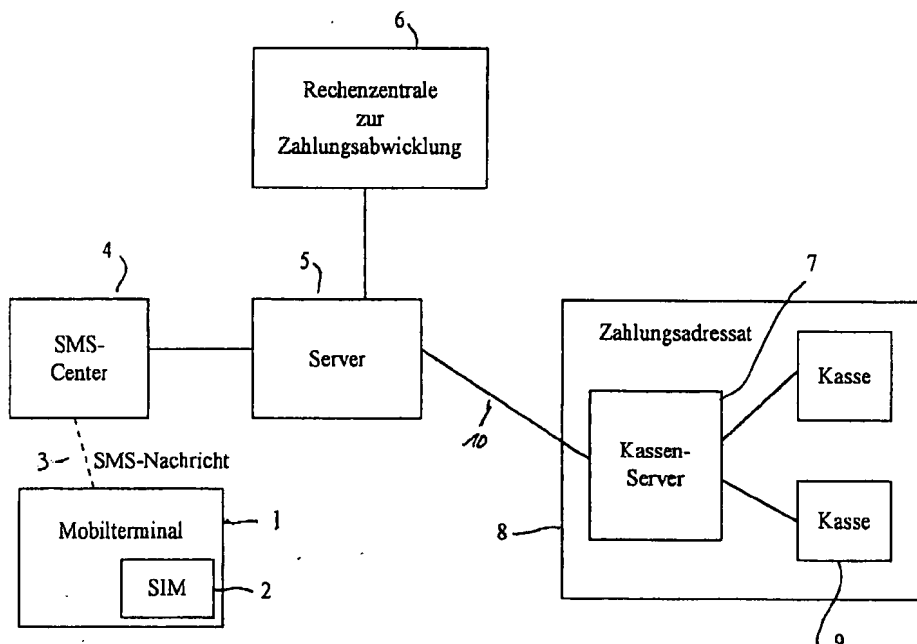 6
Rechenzentrale
zur
Zahlungsabwicklung
4
5
7
SMS-
Center
Server
Zahlungsadressat
Kasse
10
Kassen-
Server
3
SMS-Nachricht
Mobilterminal
1
8
Kasse
SIM
2
9